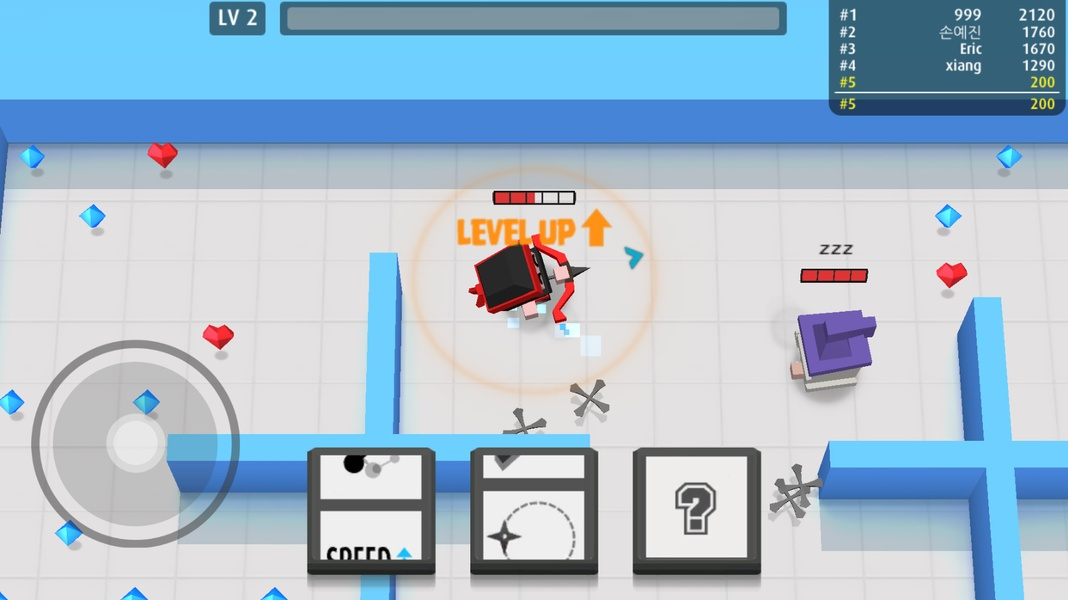 LV 2
#1 999 2120
#2 손예진 1760
#3 Eric 1670
#4 xiang 1290
#5 200
#5 200
LEVEL UP
zzz
SPEED
?